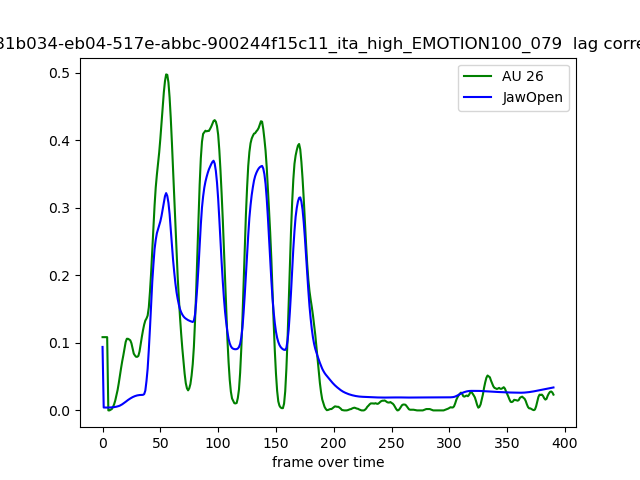 31b034-eb04-517e-abbc-900244f15c11_ita_high_EMOTION100_079 lag corre
AU 26
JawOpen
0.5
0.4
0.3
0.2
0.1
0.0
0 50 100 150 200 250 300 350 400
frame over time